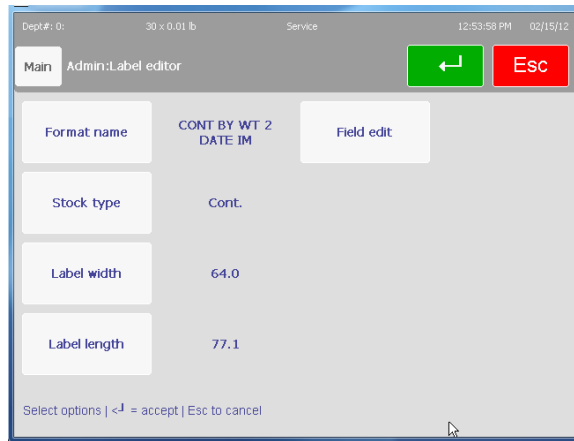 Dept#: 0: 30 x 0.01 lb Service 12:53:58 PM 02/15/12
Main Admin:Label editor ↵ Esc
Format name CONT BY WT 2 DATE IM Field edit
Stock type Cont.
Label width 64.0
Label length 77.1
Select options | <┘ = accept | Esc to cancel